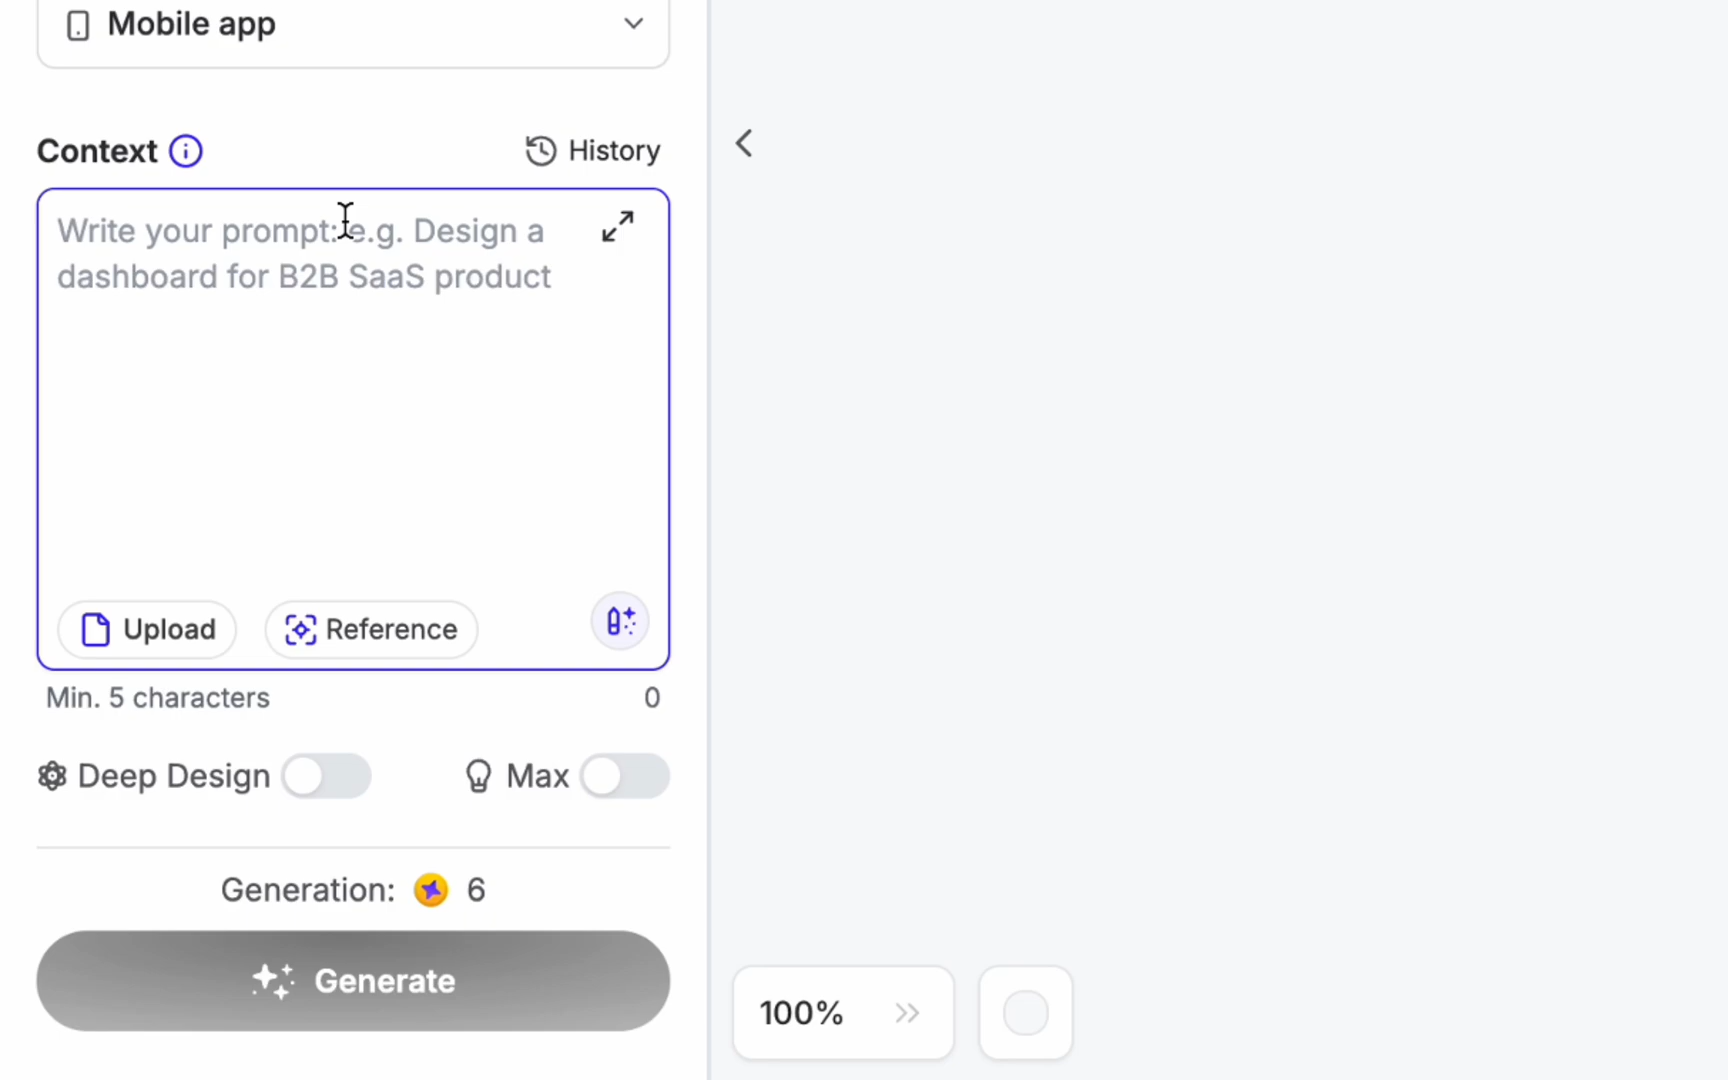 Mobile app
Context
History
Write your prompt: e.g. Design a
dashboard for B2B SaaS product
Upload
Reference
Min. 5 characters
0
Deep Design
Max
Generation: 6
Generate
100%